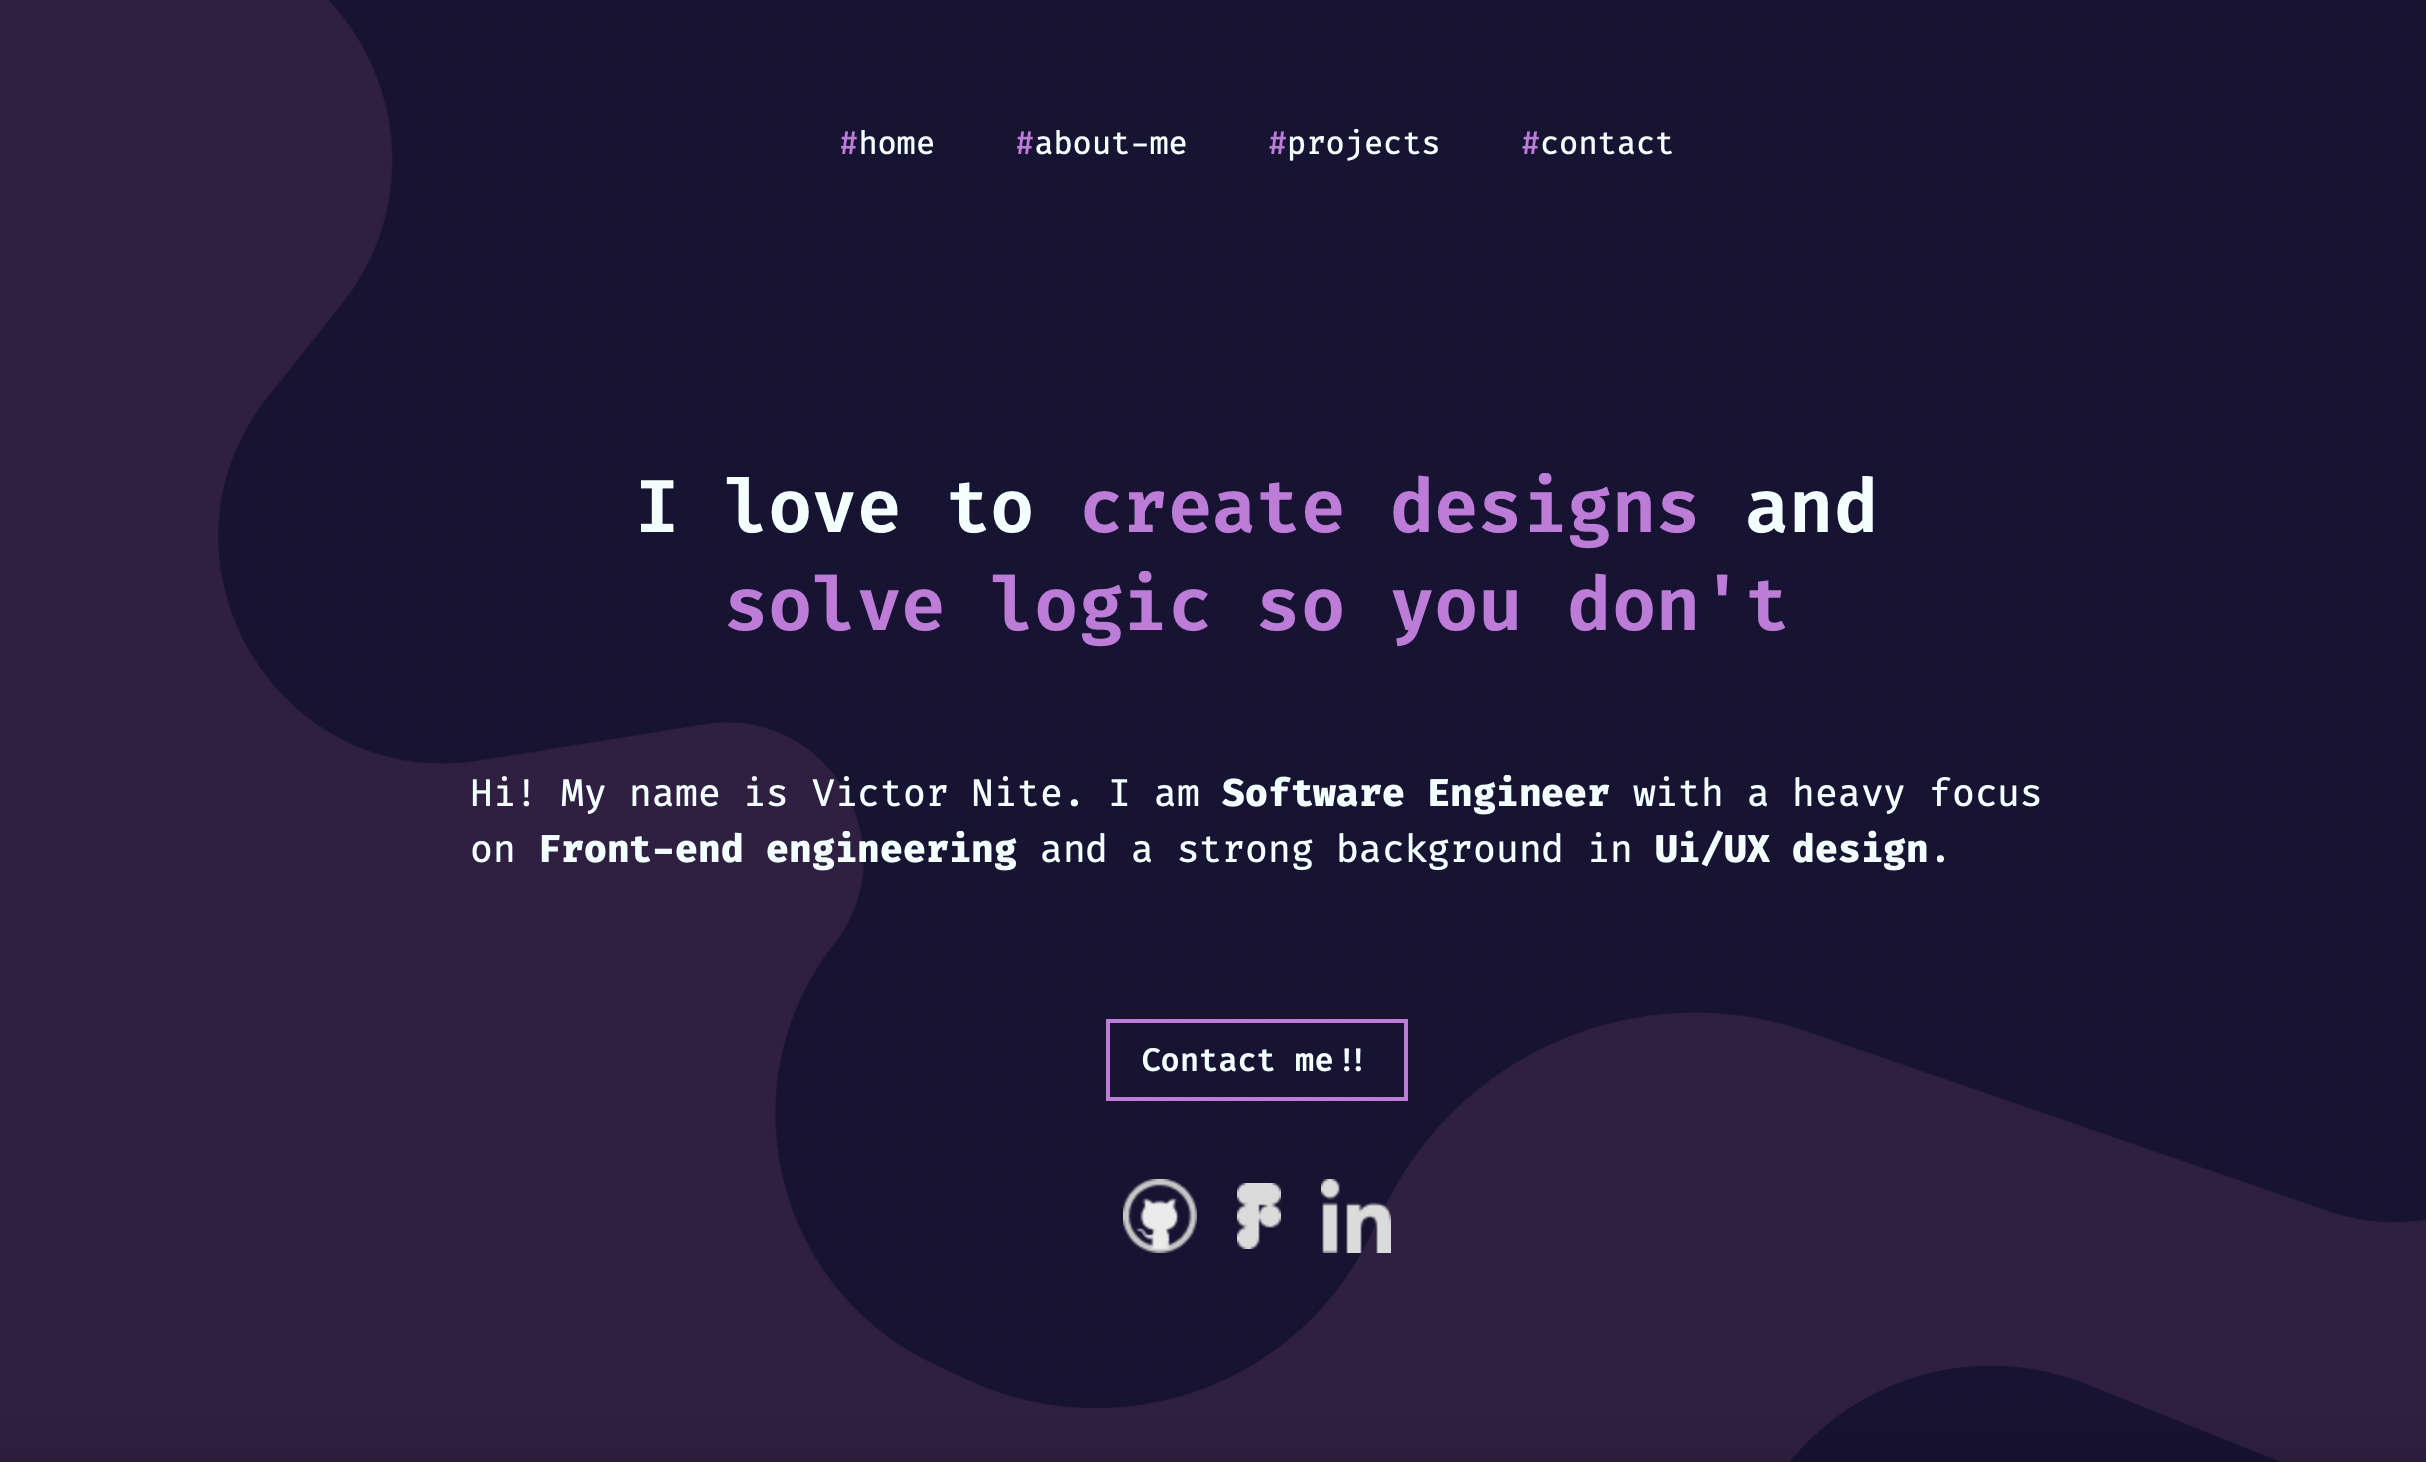 #home #about-me #projects #contact
I love to create designs and
solve logic so you don't
Hi! My name is Victor Nite. I am Software Engineer with a heavy focus
on Front-end engineering and a strong background in Ui/UX design.
Contact me!!
in